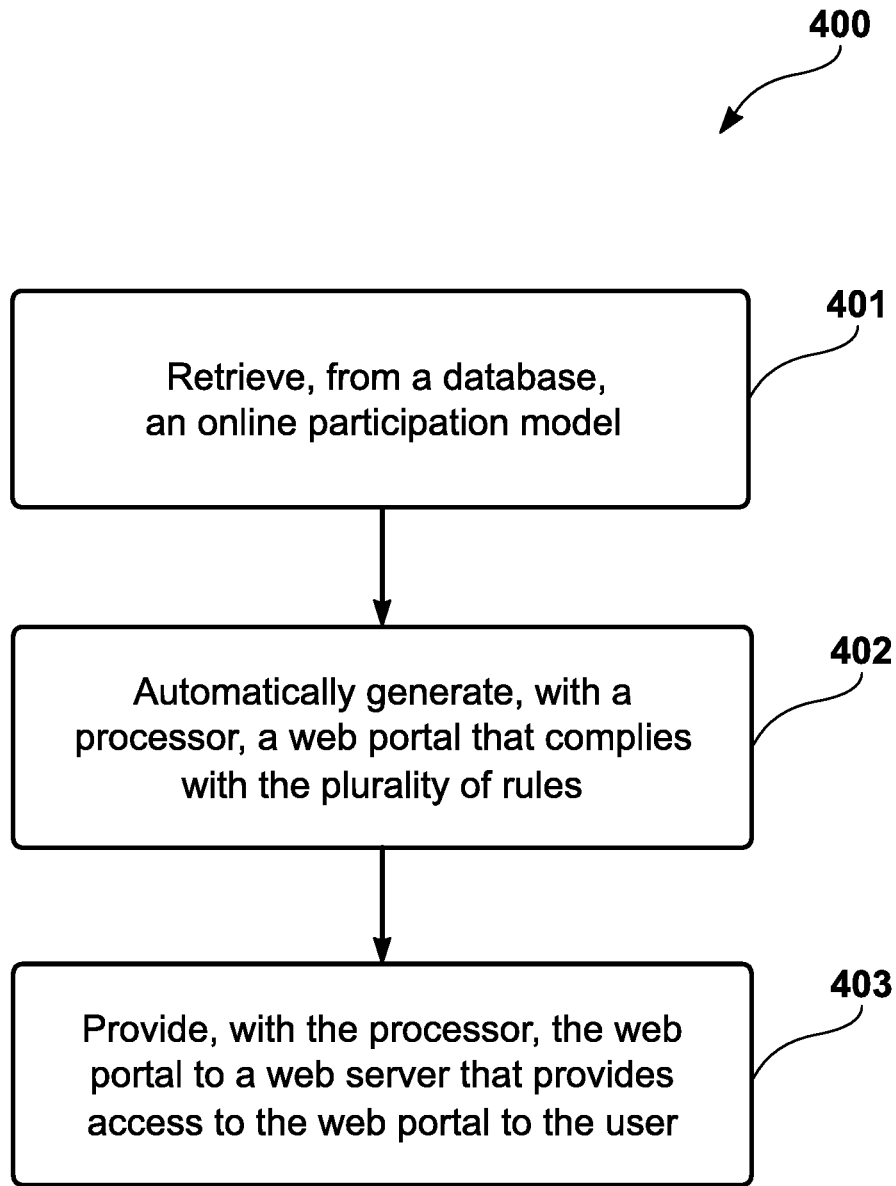 400
401
Retrieve, from a database,
an online participation model
402
Automatically generate, with a
processor, a web portal that complies
with the plurality of rules
403
Provide, with the processor, the web
portal to a web server that provides
access to the web portal to the user